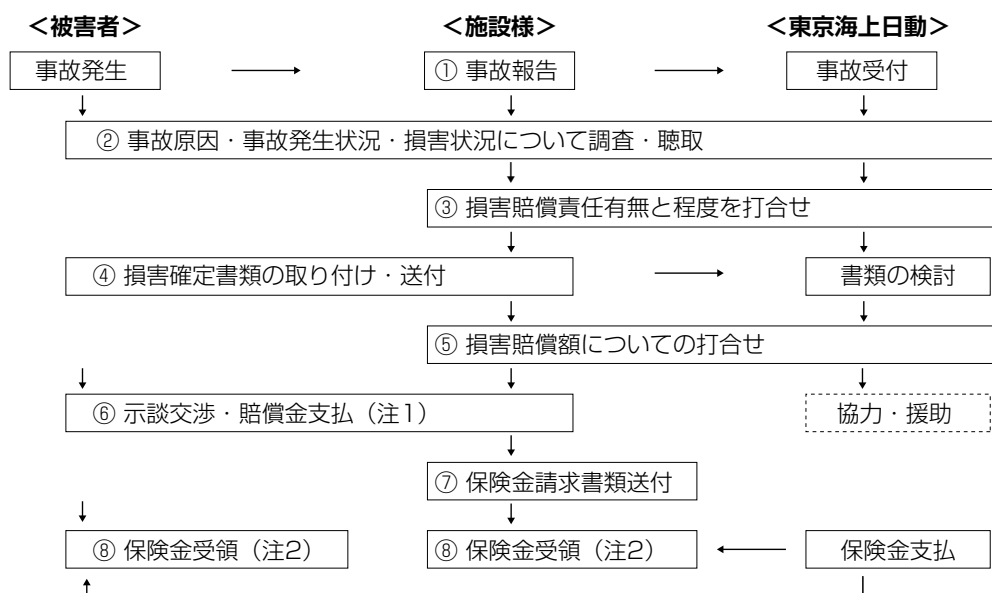 ＜被害者＞
＜施設様＞
＜東京海上日動＞
事故発生
① 事故報告
事故受付
② 事故原因・事故発生状況・損害状況について調査・聴取
③ 損害賠償責任有無と程度を打合せ
④ 損害確定書類の取り付け・送付
書類の検討
⑤ 損害賠償額についての打合せ
⑥ 示談交渉・賠償金支払（注1）
協力・援助
⑦ 保険金請求書類送付
⑧ 保険金受領（注2）
⑧ 保険金受領（注2）
保険金支払